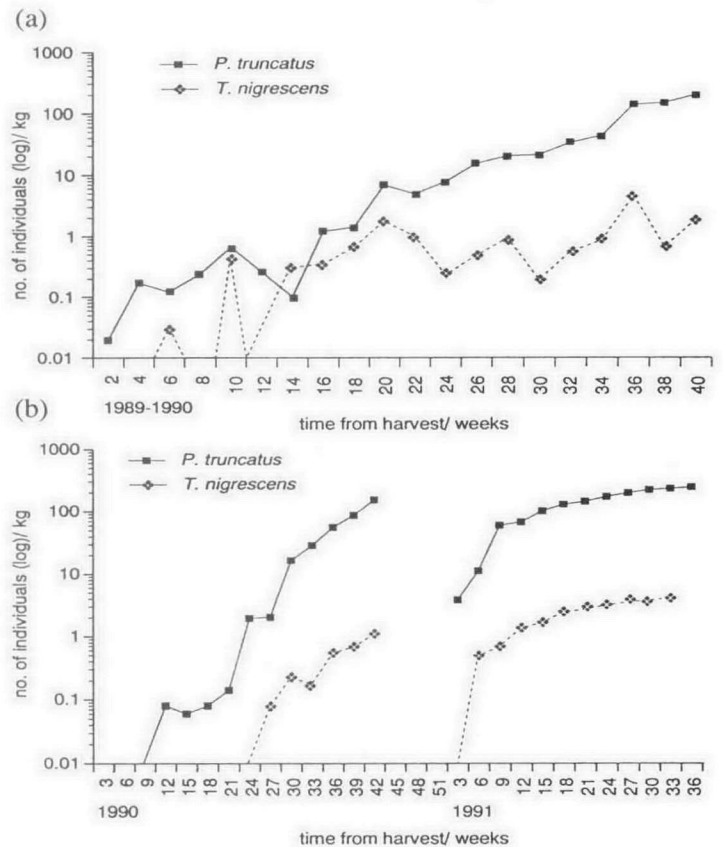 (a)
1000
100
10
1
0.1
0.01
no. of individuals (log)/ kg
P. truncatus
T. nigrescens
2 4 6 8 10 12 14 16 18 20 22 24 26 28 30 32 34 36 38 40
1989-1990
time from harvest/ weeks
(b)
1000
100
10
1
0.1
0.01
no. of individuals (log)/ kg
P. truncatus
T. nigrescens
3 6 9 12 15 18 21 24 27 30 33 36 39 42 45 48 51 3 6 9 12 15 18 21 24 27 30 33 36
1990 1991
time from harvest/ weeks